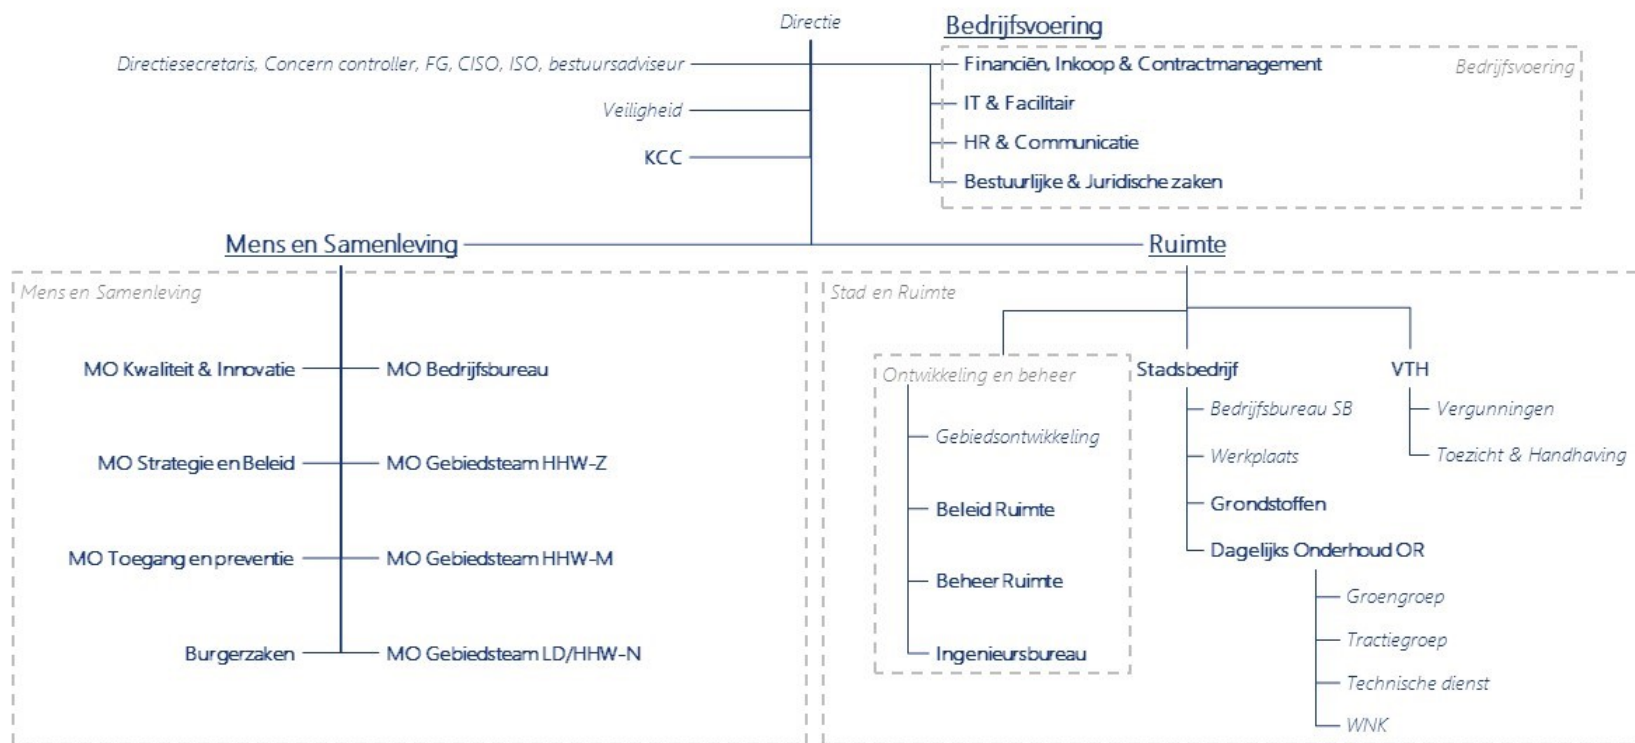 Directie
Bedrijfsvoering
Directiesecretaris, Concern controller, FG, CISO, ISO, bestuursadviseur
Financiën, Inkoop & Contractmanagement
Bedrijfsvoering
Veiligheid
IT & Facilitair
KCC
HR & Communicatie
Bestuurlijke & Juridische zaken
Mens en Samenleving
Ruimte
Mens en Samenleving
MO Kwaliteit & Innovatie
MO Bedrijfsbureau
MO Strategie en Beleid
MO Gebiedsteam HHW-Z
MO Toegang en preventie
MO Gebiedsteam HHW-M
Burgerzaken
MO Gebiedsteam LD/HHW-N
Stad en Ruimte
Ontwikkeling en beheer
Gebiedsontwikkeling
Beleid Ruimte
Beheer Ruimte
Ingenieursbureau
Stadsbedrijf
Bedrijfsbureau SB
Werkplaats
Grondstoffen
Dagelijks Onderhoud OR
Groengroep
Tractiegroep
Technische dienst
WNK
VTH
Vergunningen
Toezicht & Handhaving